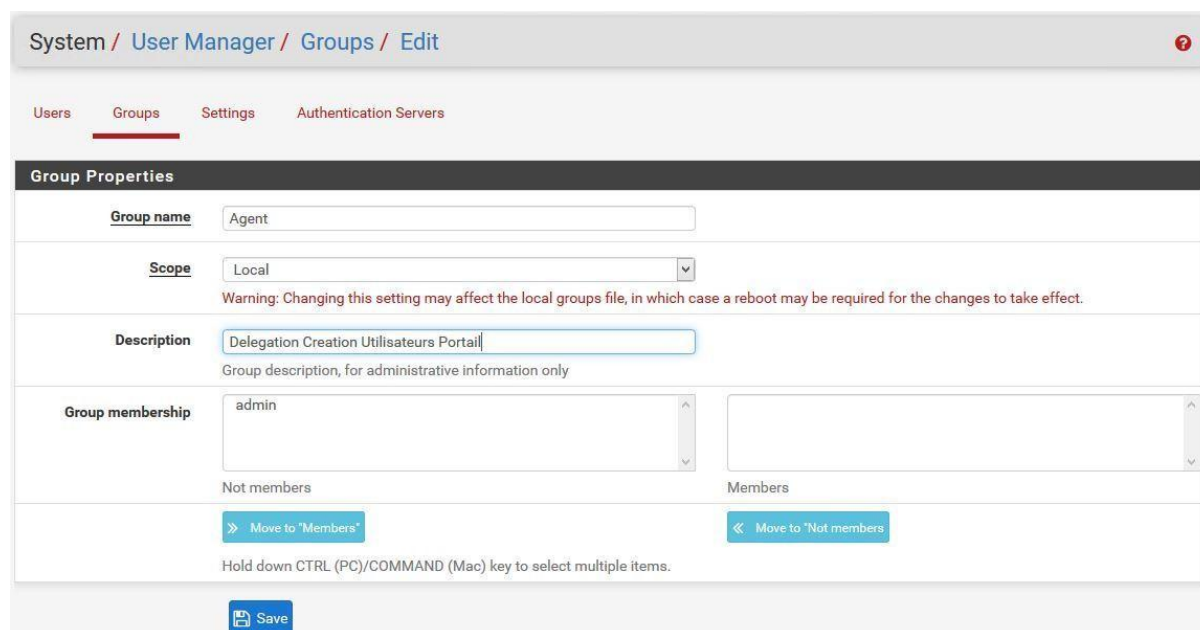 System / User Manager / Groups / Edit
Users Groups Settings Authentication Servers
Group Properties
Group name Agent
Scope Local
Warning: Changing this setting may affect the local groups file, in which case a reboot may be required for the changes to take effect.
Description Delegation Creation Utilisateurs Portail
Group description, for administrative information only
Group membership admin
Not members Members
Move to "Members" Move to "Not members
Hold down CTRL (PC)/COMMAND (Mac) key to select multiple items.
Save